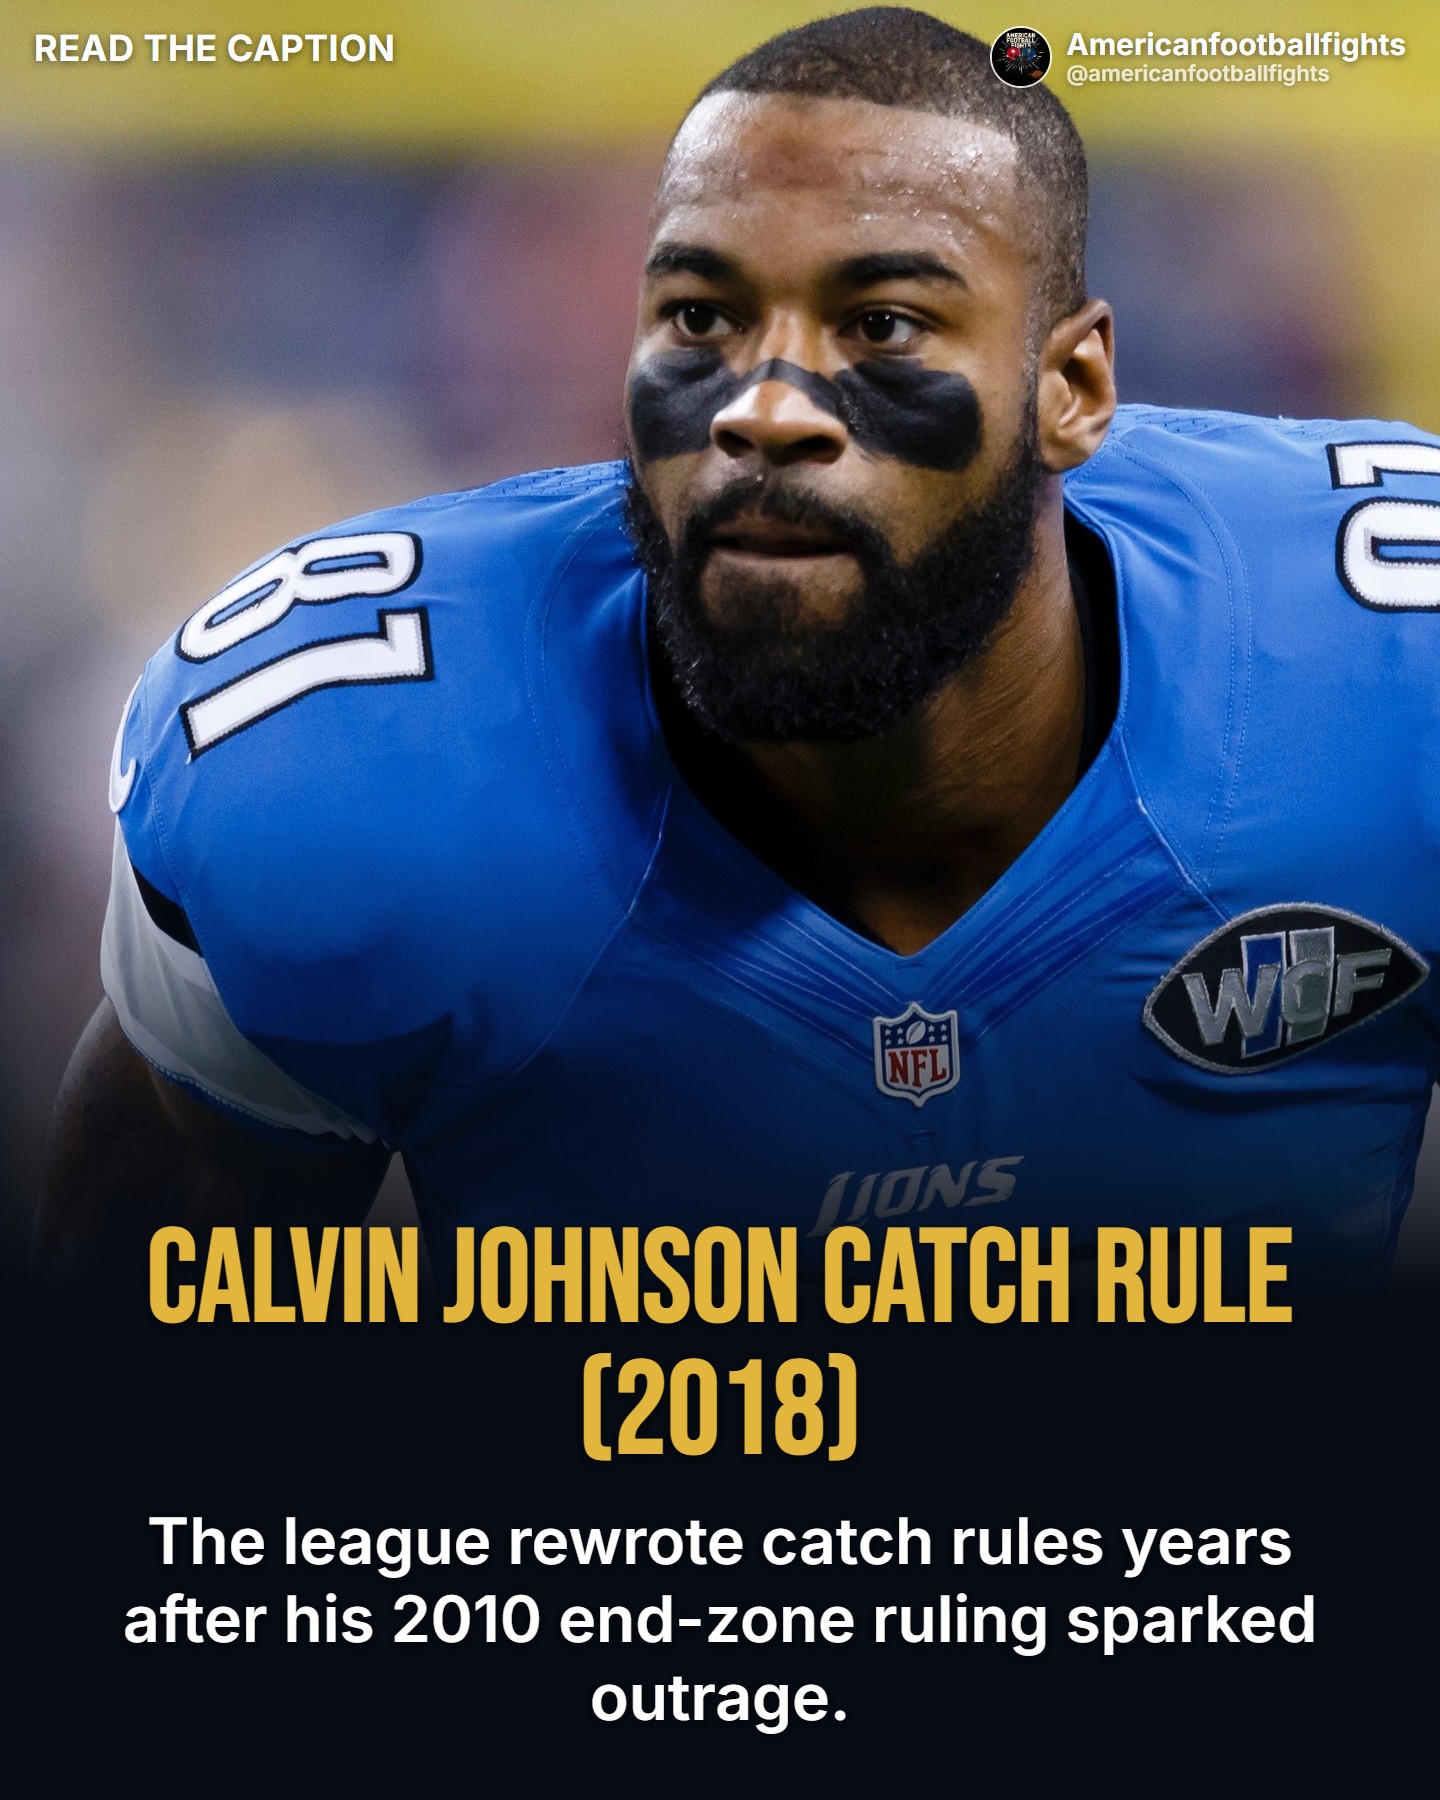 READ THE CAPTION
Americanfootballfights
@americanfootballfights
81
WCF
NFL
LIONS
CALVIN JOHNSON CATCH RULE
(2018)
The league rewrote catch rules years
after his 2010 end-zone ruling sparked
outrage.